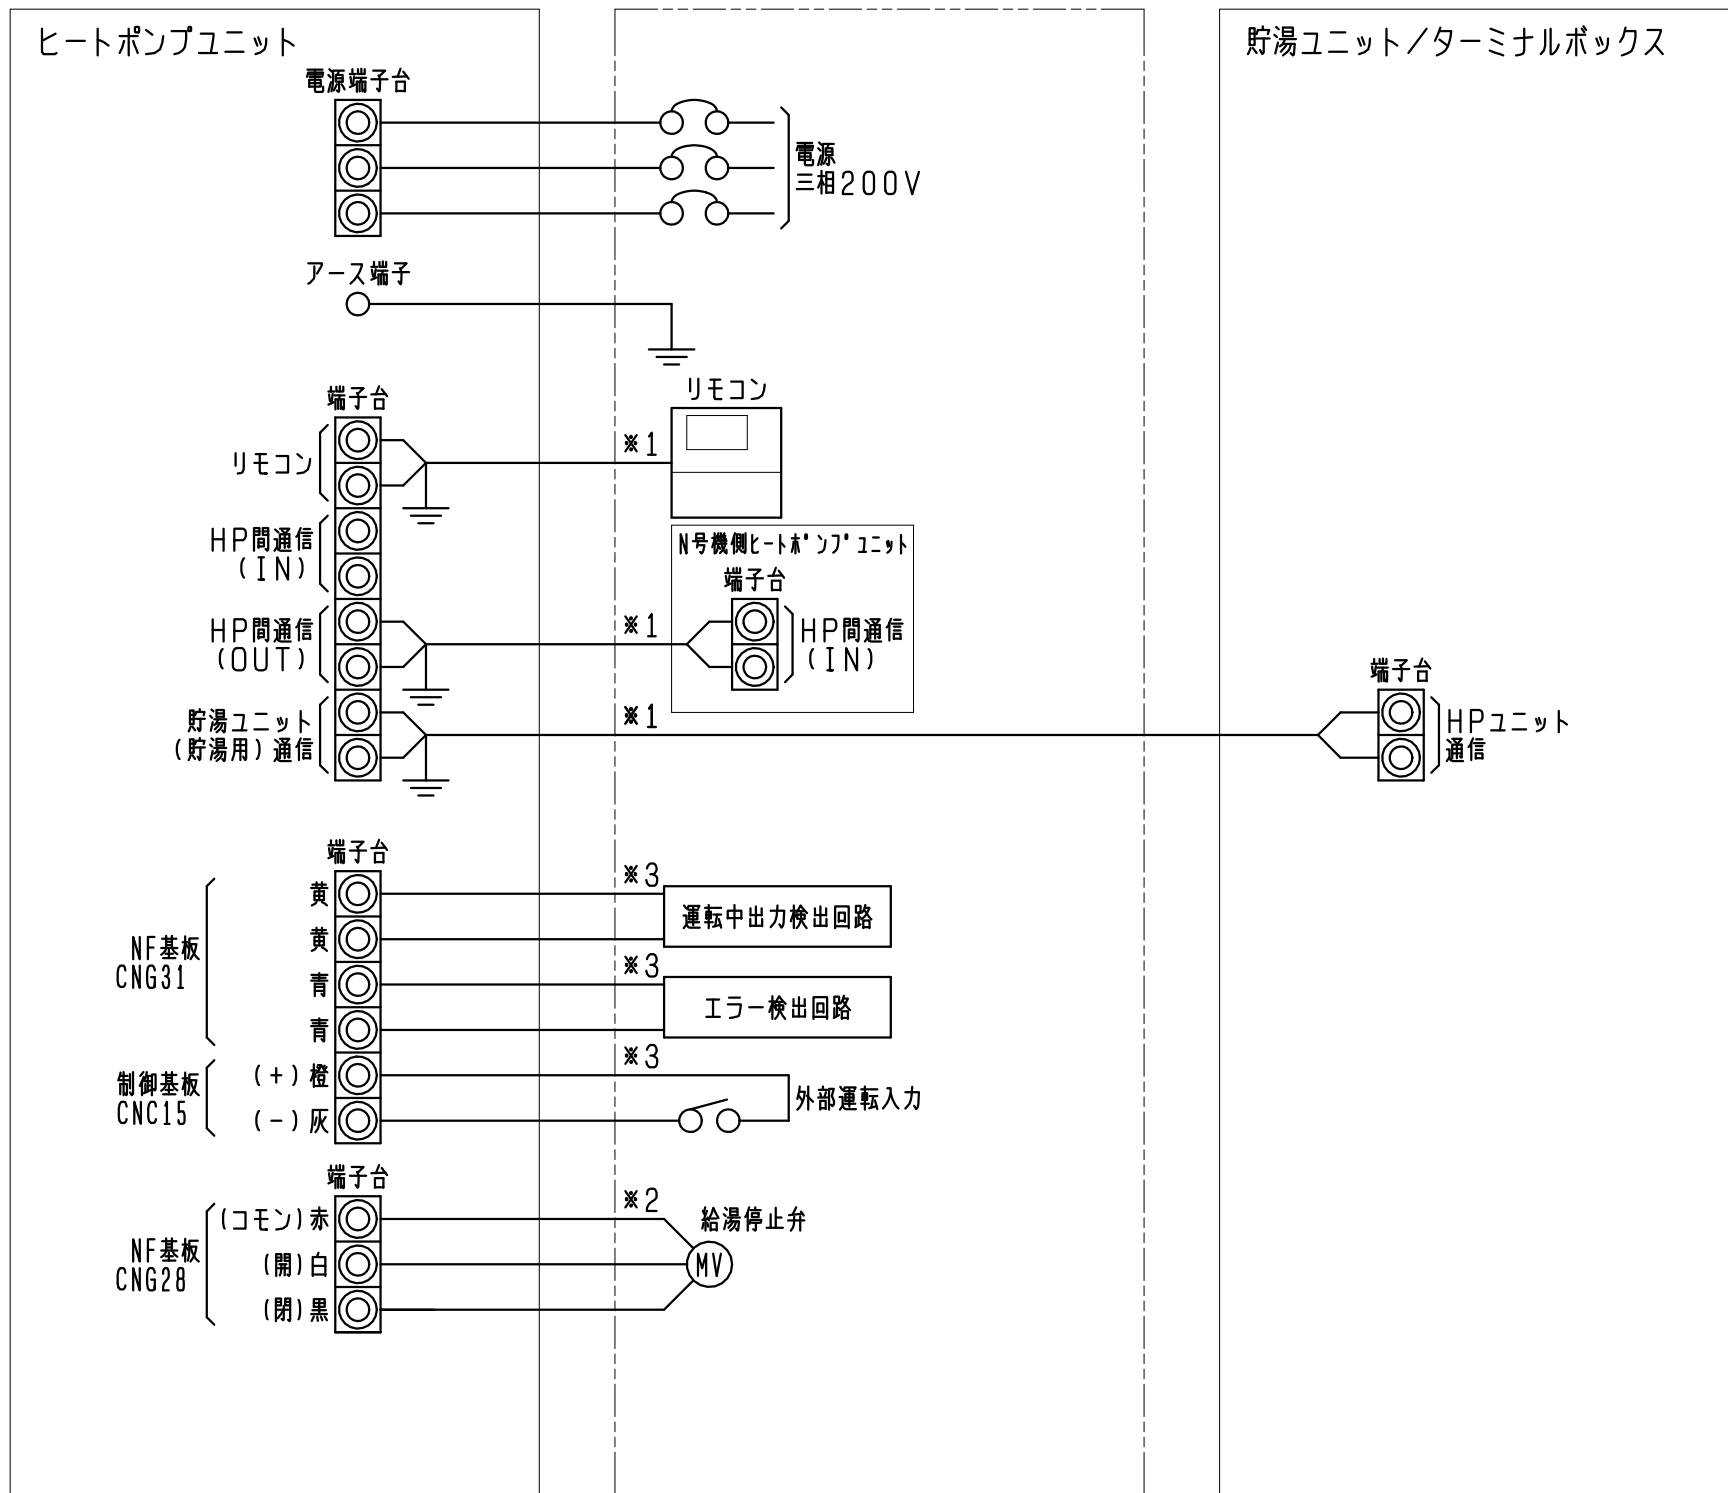 ヒートポンプユニット
貯湯ユニット/ターミナルボックス
電源端子台
電源
三相200V
アース端子
端子台
リモコン
リモコン
※1
HP間通信
(IN)
N号機側ヒートポンプユニット
端子台
HP間通信
(IN)
HP間通信
(OUT)
※1
貯湯ユニット
(貯湯用)通信
※1
端子台
HPユニット
通信
端子台
NF基板
CNG31
黄
黄
青
青
※3
運転中出力検出回路
※3
エラー検出回路
制御基板
CNC15
(+)橙
(-)灰
※3
外部運転入力
端子台
NF基板
CNG28
(コモン)赤
(開)白
(閉)黒
※2
給湯停止弁
MV